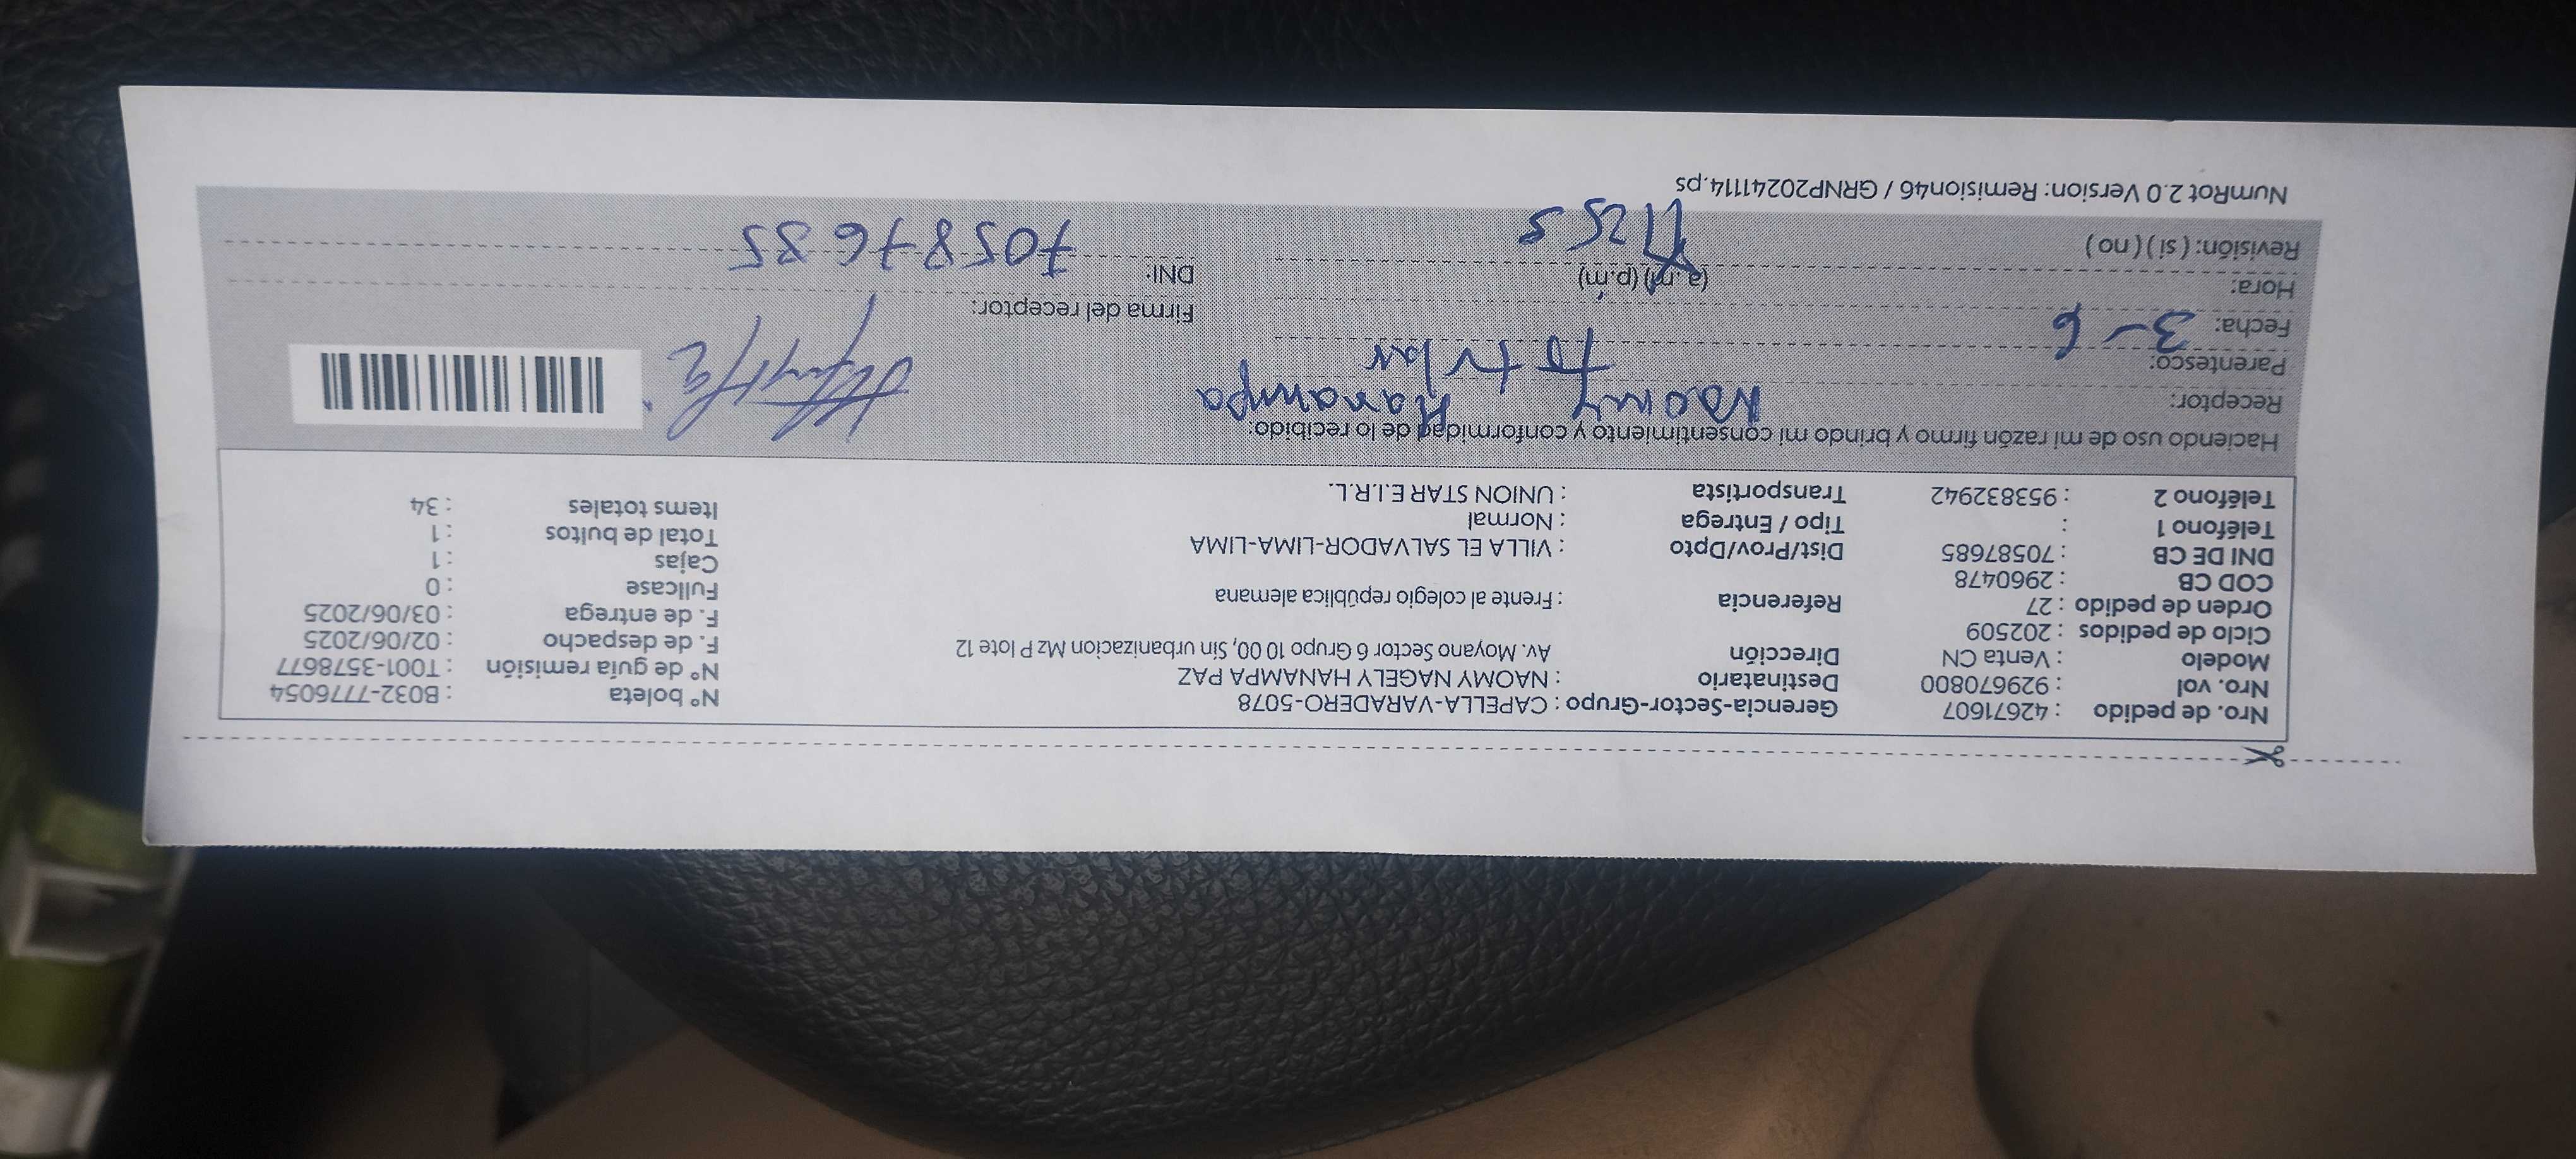 Nro. de pedido : 42671607 Gerencia-Sector-Grupo : CAPELLA-VARADERO-5078 N° boleta : B032-7776054
Nro. vol : 929670800 Destinatario : NAOMY NAGELY HANAMPA PAZ N° de guía remisión : T001-3578677
Modelo : Venta CN Dirección Av. Moyano Sector 6 Grupo 10 00, Sin urbanizacion Mz P lote 12 F. de despacho : 02/06/2025
Ciclo de pedidos : 202509 F. de entrega : 03/06/2025
Orden de pedido : 27 Referencia : Frente al colegio república alemana Fullcase : 0
COD CB : 2960478 Cajas : 1
DNI DE CB : 70587685 Dist/Prov/Dpto : VILLA EL SALVADOR-LIMA-LIMA Total de bultos : 1
Teléfono 1 : Tipo / Entrega : Normal Items totales : 34
Teléfono 2 : 953832942 Transportista : UNION STAR E.I.R.L.
Haciendo uso de mi razón firmo y brindo mi consentimiento y conformidad de lo recibido:
Receptor: Naomy Hanampa
Parentesco: Titular
Fecha: 3-6 Firma del receptor:
Hora: (a.m) (p.m) DNI: 70587685
Revisión: ( si ) ( no )
NumRot 2.0 Version: Remision46 / GRNP20241114.ps